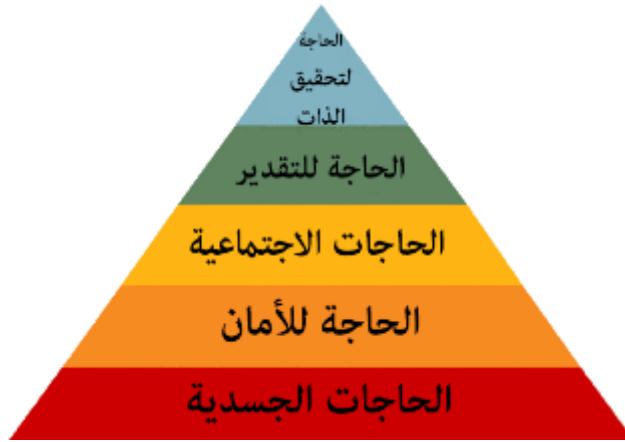 الحاجة
لتحقيق
الذات
الحاجة للتقدير
الحاجات الاجتماعية
الحاجة للأمان
الحاجات الجسدية